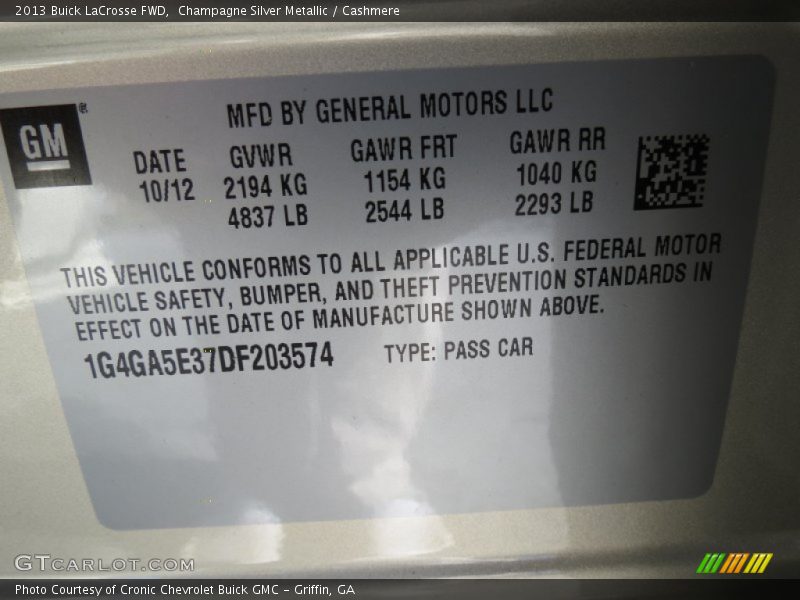 2013 Buick LaCrosse FWD,  Champagne Silver Metallic / Cashmere
GM®
MFD BY GENERAL MOTORS LLC
DATE GVWR GAWR FRT GAWR RR
10/12 2194 KG 1154 KG 1040 KG
4837 LB 2544 LB 2293 LB
THIS VEHICLE CONFORMS TO ALL APPLICABLE U.S. FEDERAL MOTOR
VEHICLE SAFETY, BUMPER, AND THEFT PREVENTION STANDARDS IN
EFFECT ON THE DATE OF MANUFACTURE SHOWN ABOVE.
1G4GA5E37DF203574 TYPE: PASS CAR
GTCARLOT.COM
Photo Courtesy of Cronic Chevrolet Buick GMC – Griffin, GA